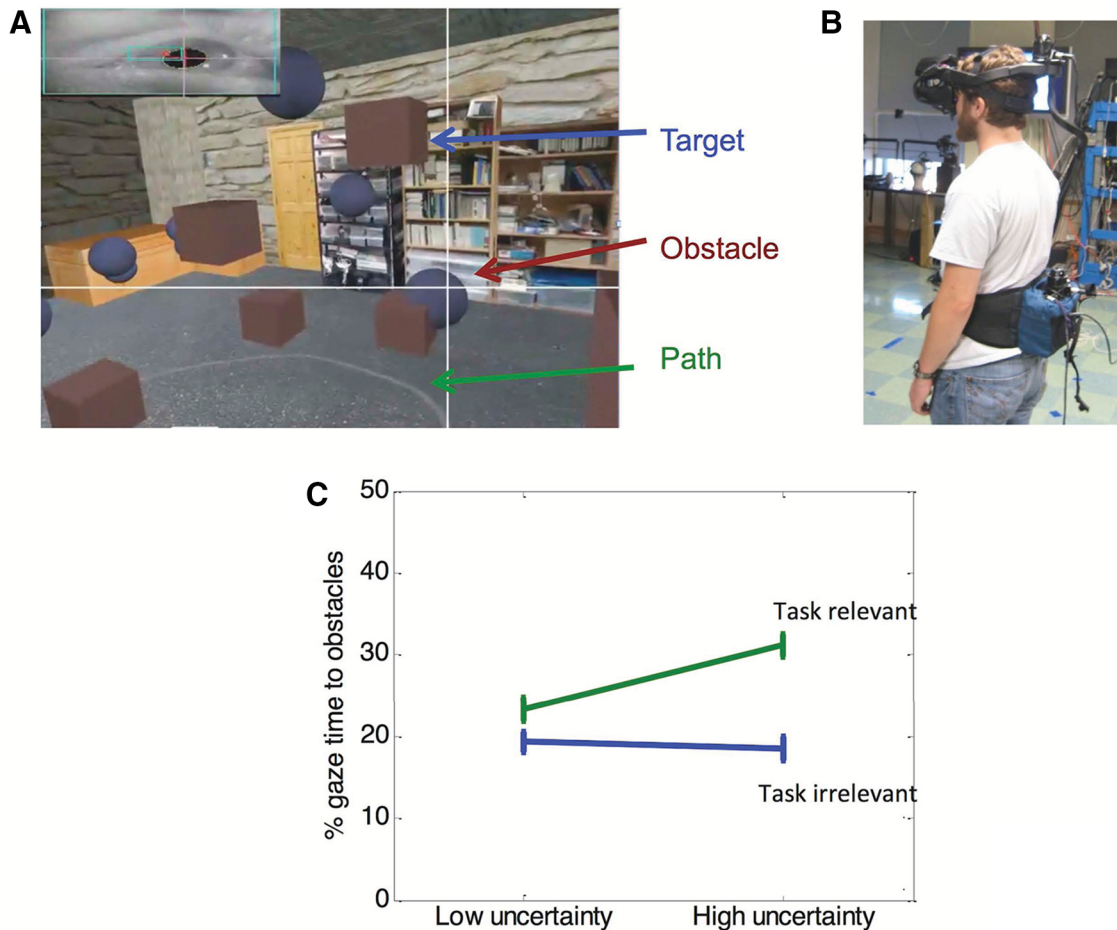 A
B
Target
Obstacle
Path
C
% gaze time to obstacles
50
40
30
20
10
0
Task relevant
Task irrelevant
Low uncertainty
High uncertainty